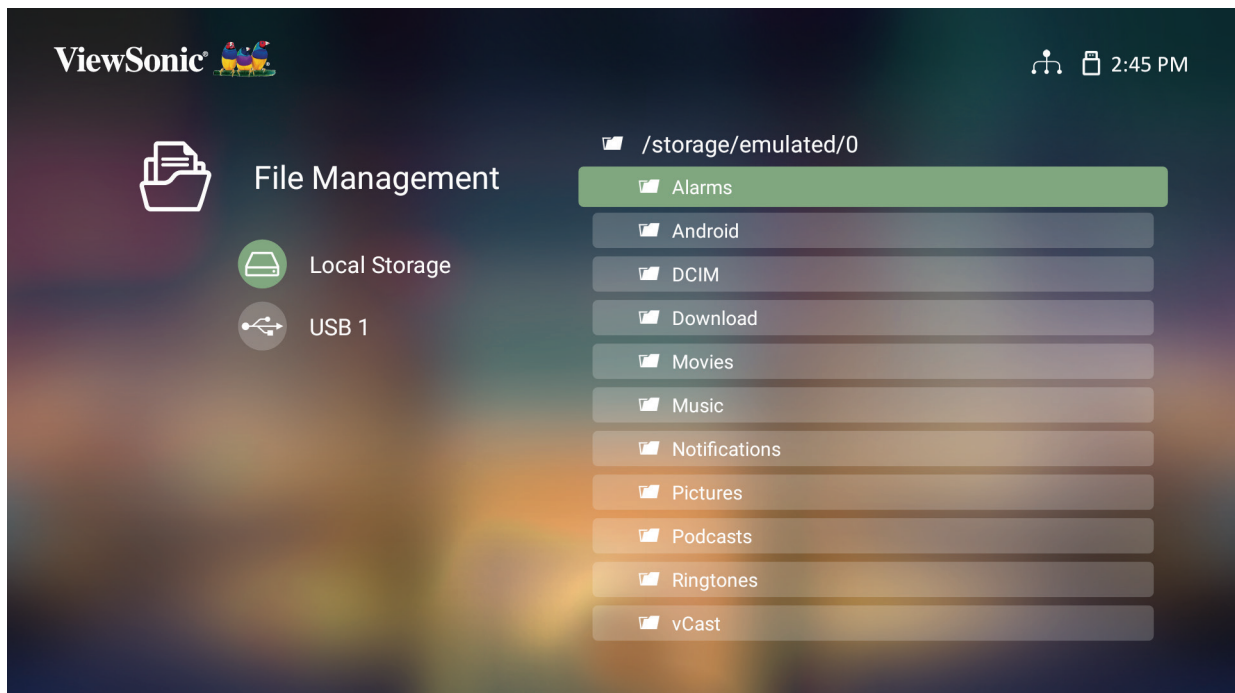 ViewSonic®
2:45 PM
File Management
Local Storage
USB 1
/storage/emulated/0
Alarms
Android
DCIM
Download
Movies
Music
Notifications
Pictures
Podcasts
Ringtones
vCast